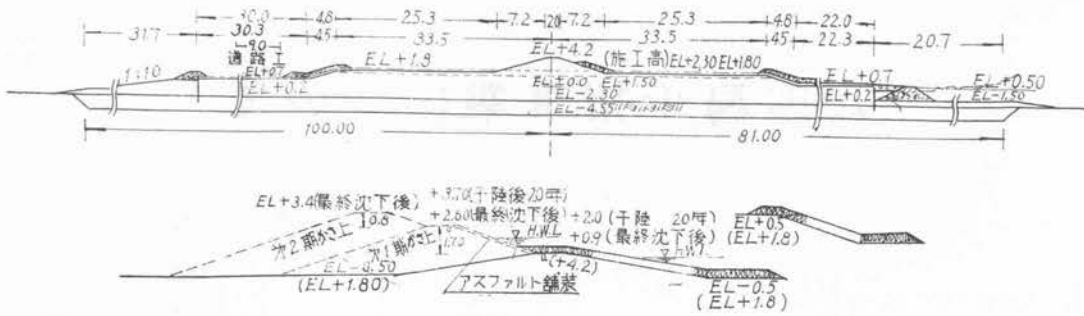 30.0 4.8 25.3 7.2 2.0 7.2 25.3 4.8 22.0
31.7 30.3 4.5 33.5 33.5 4.5 22.3 20.7
9.0
通路工
EL+4.2 (施工高) EL+2.30 EL+1.80
1:10 EL+0.7 EL+1.8 EL±0.0 EL+1.50 EL+0.7
EL+0.2 EL+0.2 EL+0.50
EL-2.30 EL-1.50
EL-4.55
100.00 81.00
EL+3.4(最終沈下後) +3.70(干陸後20年)
0.8 +2.60(最終沈下後) +2.0 (干陸 20年)
H.W.L +0.9 (最終沈下後) EL+0.5
(EL+1.8)
次2期かさ上 次1期かさ上 1.70
H.W.L
EL-0.50 (+4.2)
(EL+1.80) アスファルト舗装 EL-0.5
(EL+1.8)